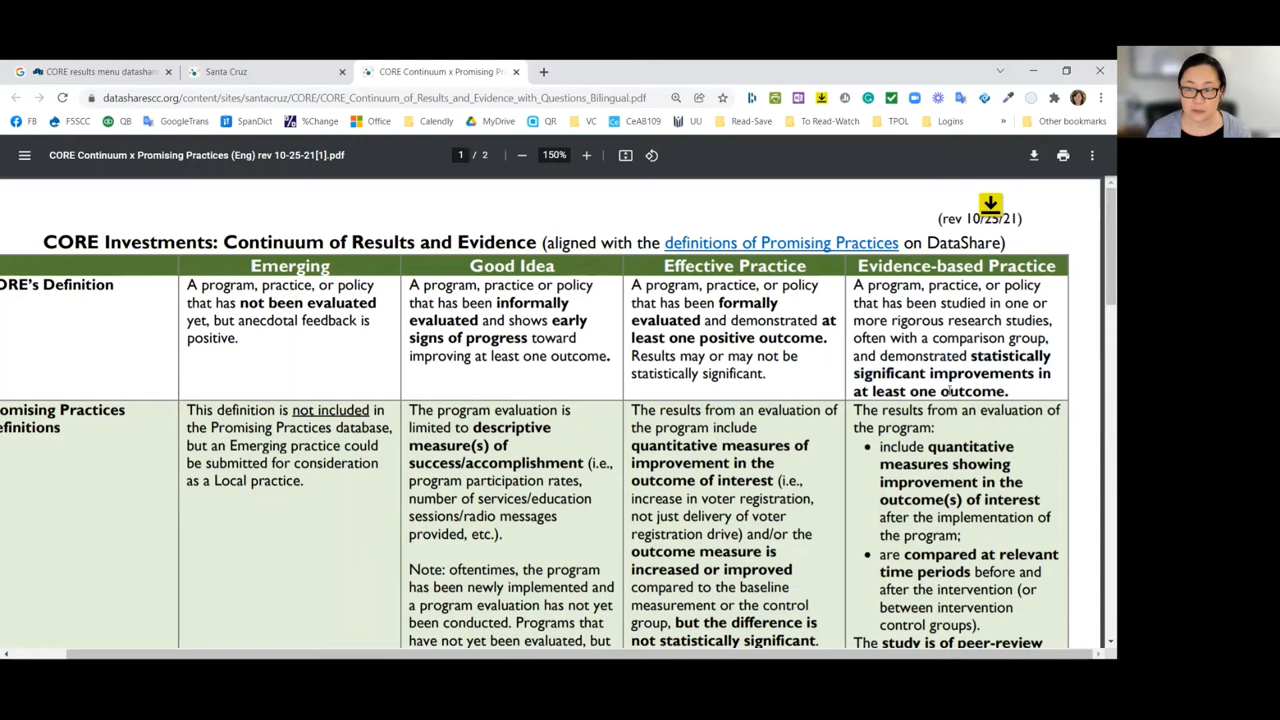 CORE results menu datashar
Santa Cruz
CORE Continuum x Promising P
datasharescc.org/content/sites/santacruz/CORE/CORE_Continuum_of_Results_and_Evidence_with_Questions_Bilingual.pdf
FB F5SCC QB GoogleTrans SpanDict %Change Office Calendly MyDrive QR VC CeAB109 UU Read-Save To Read-Watch TPOL Logins » Other bookmarks
CORE Continuum x Promising Practices (Eng) rev 10-25-21[1].pdf 1 / 2 150%
(rev 10/25/21)
CORE Investments: Continuum of Results and Evidence (aligned with the definitions of Promising Practices on DataShare)
Emerging
Good Idea
Effective Practice
Evidence-based Practice
ORE's Definition
A program, practice, or policy
that has not been evaluated
yet, but anecdotal feedback is
positive.
A program, practice or policy
that has been informally
evaluated and shows early
signs of progress toward
improving at least one outcome.
A program, practice, or policy
that has been formally
evaluated and demonstrated at
least one positive outcome.
Results may or may not be
statistically significant.
A program, practice, or policy
that has been studied in one or
more rigorous research studies,
often with a comparison group,
and demonstrated statistically
significant improvements in
at least one outcome.
omising Practices
efinitions
This definition is not included in
the Promising Practices database,
but an Emerging practice could
be submitted for consideration
as a Local practice.
The program evaluation is
limited to descriptive
measure(s) of
success/accomplishment (i.e.,
program participation rates,
number of services/education
sessions/radio messages
provided, etc.).
Note: oftentimes, the program
has been newly implemented and
a program evaluation has not yet
been conducted. Programs that
have not yet been evaluated, but
The results from an evaluation of
the program include
quantitative measures of
improvement in the
outcome of interest (i.e.,
increase in voter registration,
not just delivery of voter
registration drive) and/or the
outcome measure is
increased or improved
compared to the baseline
measurement or the control
group, but the difference is
not statistically significant.
The results from an evaluation of
the program:
• include quantitative
measures showing
improvement in the
outcome(s) of interest
after the implementation of
the program;
• are compared at relevant
time periods before and
after the intervention (or
between intervention
control groups).
The study is of peer-review